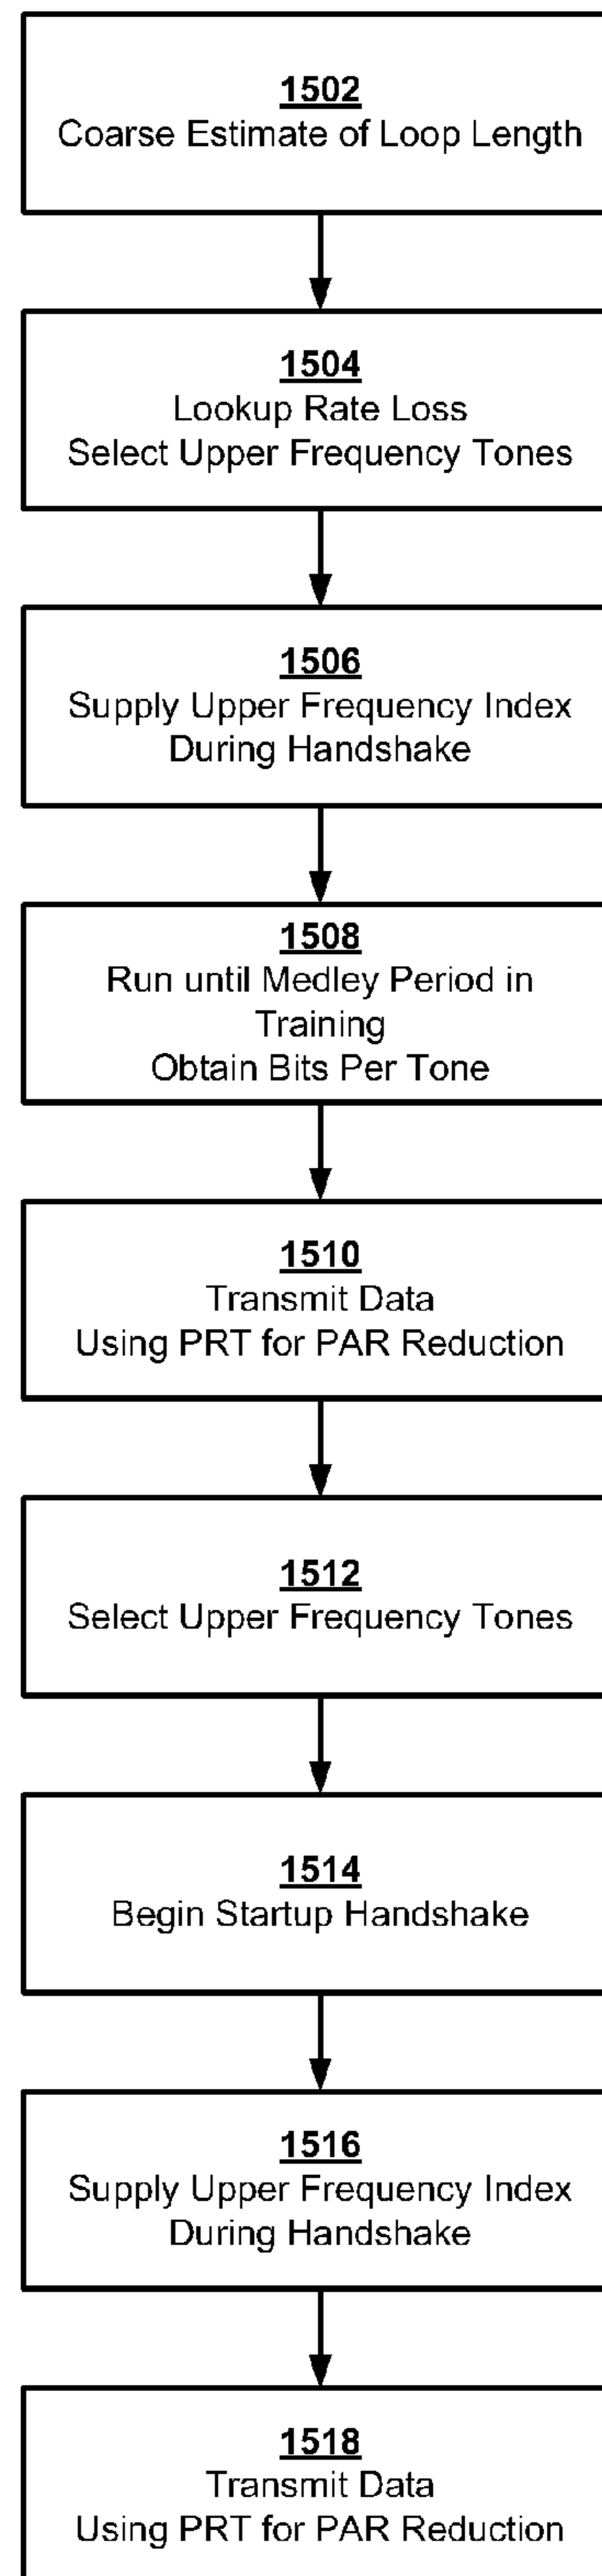 1502
Coarse Estimate of Loop Length
1504
Lookup Rate Loss
Select Upper Frequency Tones
1506
Supply Upper Frequency Index
During Handshake
1508
Run until Medley Period in
Training
Obtain Bits Per Tone
1510
Transmit Data
Using PRT for PAR Reduction
1512
Select Upper Frequency Tones
1514
Begin Startup Handshake
1516
Supply Upper Frequency Index
During Handshake
1518
Transmit Data
Using PRT for PAR Reduction